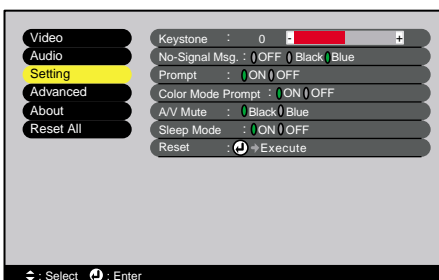 Video
Audio
Setting
Advanced
About
Reset All
Keystone : 0 - +
No-Signal Msg. : OFF Black Blue
Prompt : ON OFF
Color Mode Prompt : ON OFF
A/V Mute : Black Blue
Sleep Mode : ON OFF
Reset : Execute
: Select : Enter